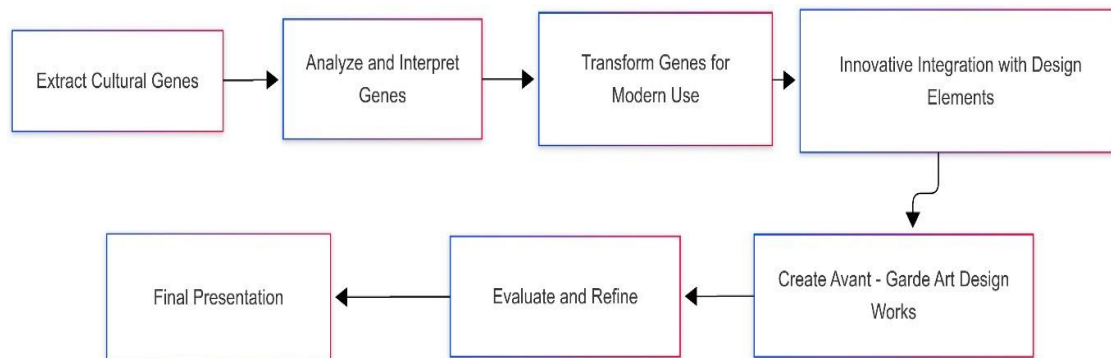 Extract Cultural Genes
Analyze and Interpret
Genes
Transform Genes for
Modern Use
Innovative Integration with Design
Elements
Create Avant - Garde Art Design
Works
Evaluate and Refine
Final Presentation